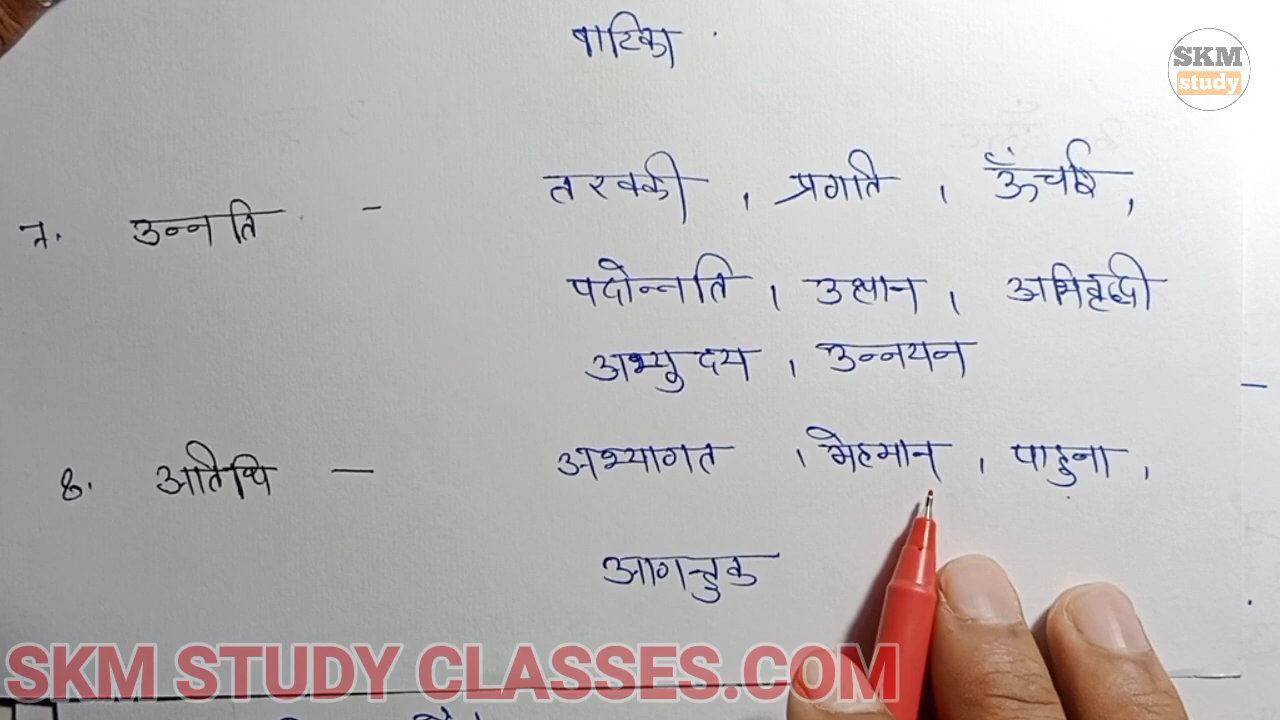 वाटिका
SKM
study
तरक्की , प्रगति , ऊँचाई ,
7. उन्नति -
पदोन्नति , उत्थान , अभिवृद्धी
अभ्युदय , उन्नयन
8. अतिथि - अभ्यागत , मेहमान , पाहुना ,
आगन्तुक
SKM STUDY CLASSES.COM